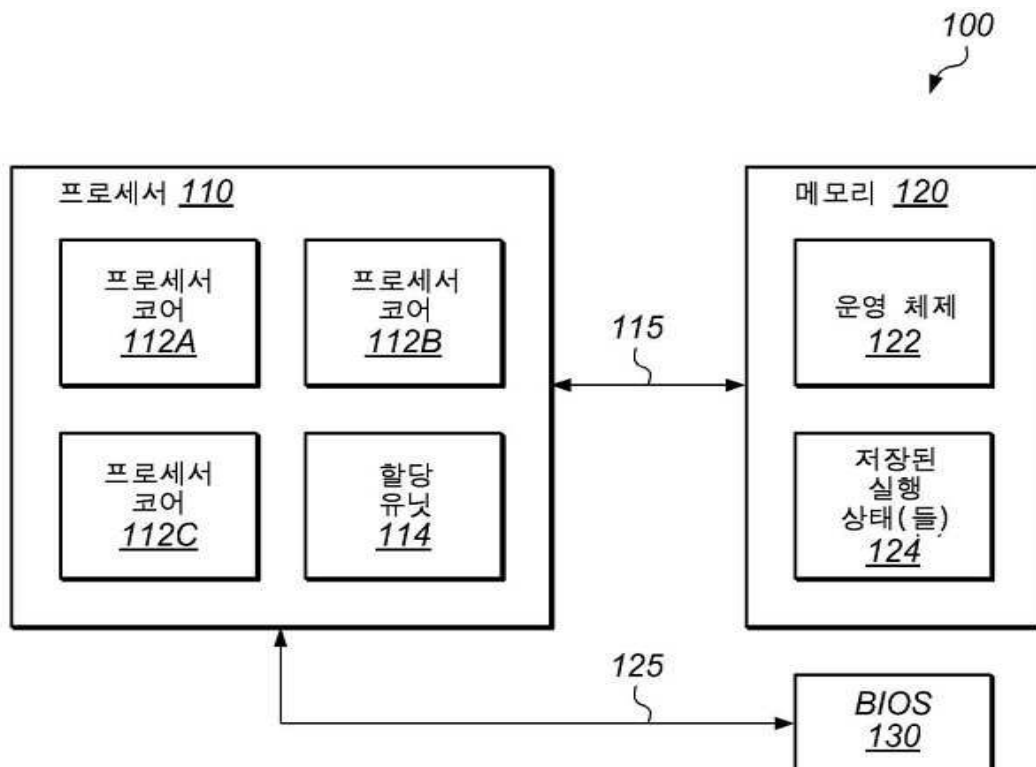 100
프로세서 110
프로세서
코어
112A
프로세서
코어
112B
프로세서
코어
112C
할당
유닛
114
115
메모리 120
운영 체제
122
저장된
실행
상태(들)
124
125
BIOS
130